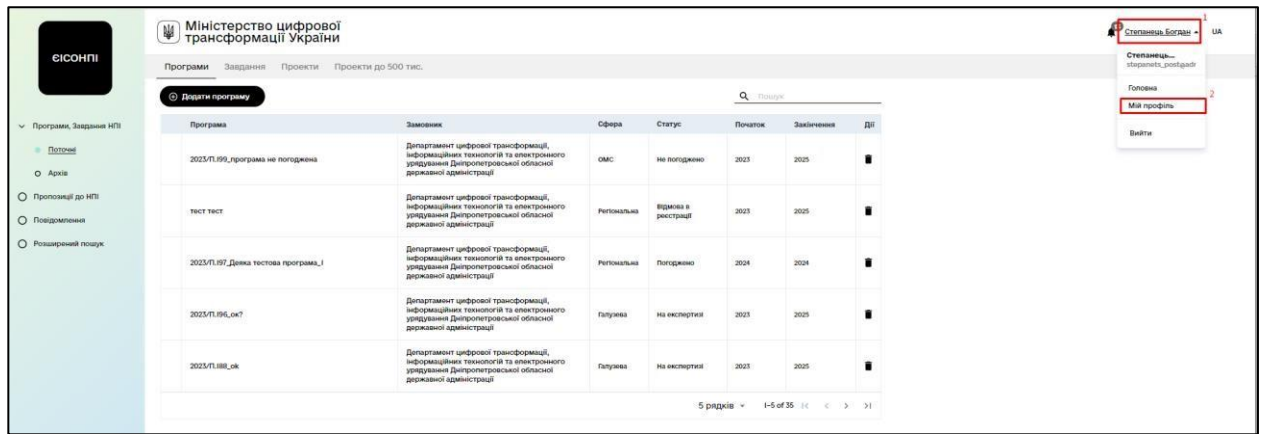 ЄІСОНПІ
Міністерство цифрової
трансформації України
1
Степанець Богдан
UA
Степанець...
stepanets_post@adr
Головна
2
Мій профіль
Вийти
Програми Завдання Проекти Проекти до 500 тис.
Додати програму
Пошук
Програми, Завдання НПІ
Поточні
Архів
Пропозиції до НПІ
Повідомлення
Розширений пошук
Програма Замовник Сфера Статус Початок Закінчення Дії
2023/П.199_програма не погоджена
Департамент цифрової трансформації,
інформаційних технологій та електронного
урядування Дніпропетровської обласної
державної адміністрації
ОМС Не погоджено 2023 2025
тест тест
Департамент цифрової трансформації,
інформаційних технологій та електронного
урядування Дніпропетровської обласної
державної адміністрації
Регіональна
Відмова в
реєстрації
2023 2025
2023/П.197_Деяка тестова програма_1
Департамент цифрової трансформації,
інформаційних технологій та електронного
урядування Дніпропетровської обласної
державної адміністрації
Регіональна Погоджено 2024 2024
2023/П.196_ок?
Департамент цифрової трансформації,
інформаційних технологій та електронного
урядування Дніпропетровської обласної
державної адміністрації
Галузева На експертизі 2023 2025
2023/П.188_ok
Департамент цифрової трансформації,
інформаційних технологій та електронного
урядування Дніпропетровської обласної
державної адміністрації
Галузева На експертизі 2023 2025
5 рядків 1-5 of 35